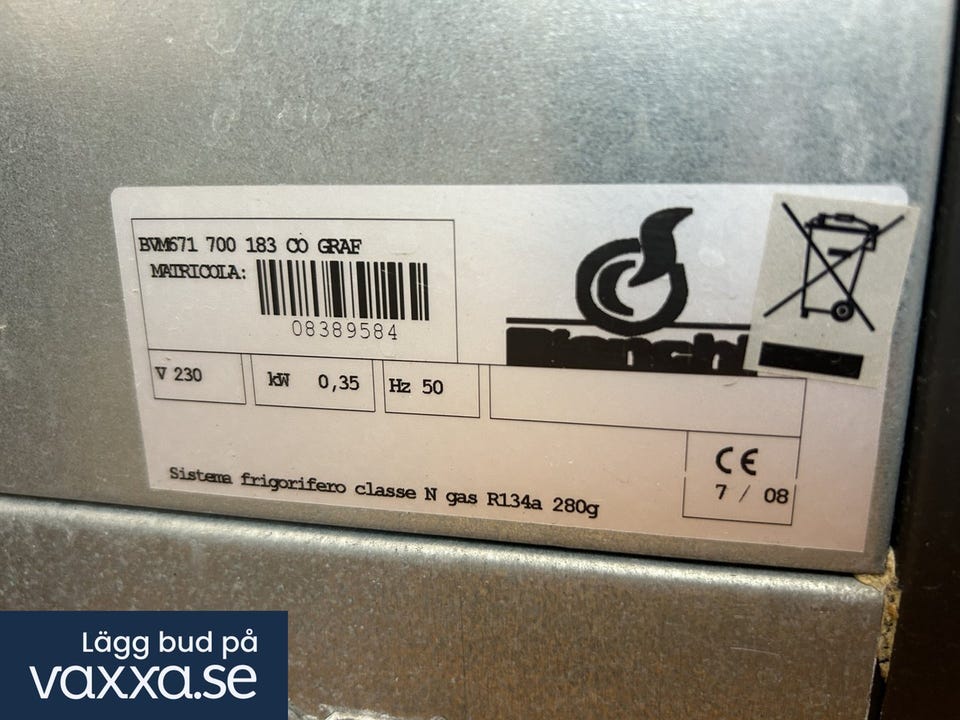 BVM671 700 183 CO GRAF
MATRICOLA:
08389584
Bianchi
V 230
kW 0,35
Hz 50
CE
7 / 08
Sistema frigorifero classe N gas R134a 280g
Lägg bud på
vaxxa.se